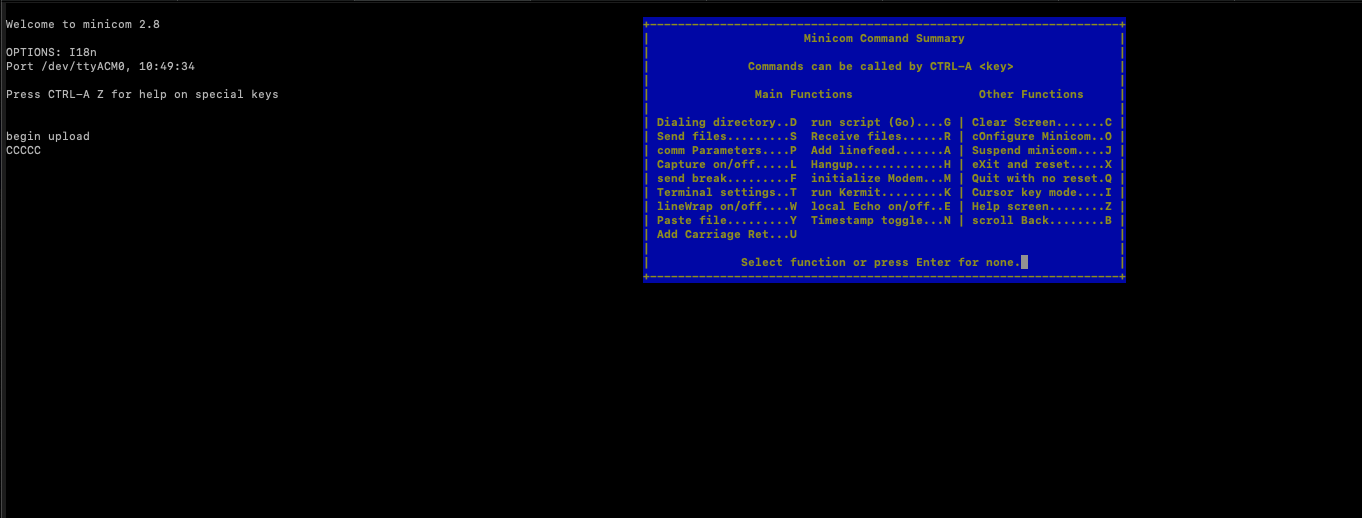 Welcome to minicom 2.8
OPTIONS: I18n
Port /dev/ttyACM0, 10:49:34
Press CTRL-A Z for help on special keys
begin upload
CCCCC
Minicom Command Summary
Commands can be called by CTRL-A <key>
Main Functions Other Functions
Dialing directory..D run script (Go)....G | Clear Screen.......C
Send files.........S Receive files......R | cOnfigure Minicom..O
comm Parameters....P Add linefeed.......A | Suspend minicom....J
Capture on/off.....L Hangup.............H | eXit and reset.....X
send break.........F initialize Modem...M | Quit with no reset.Q
Terminal settings..T run Kermit.........K | Cursor key mode....I
lineWrap on/off....W local Echo on/off..E | Help screen........Z
Paste file.........Y Timestamp toggle...N | scroll Back........B
Add Carriage Ret...U
Select function or press Enter for none.